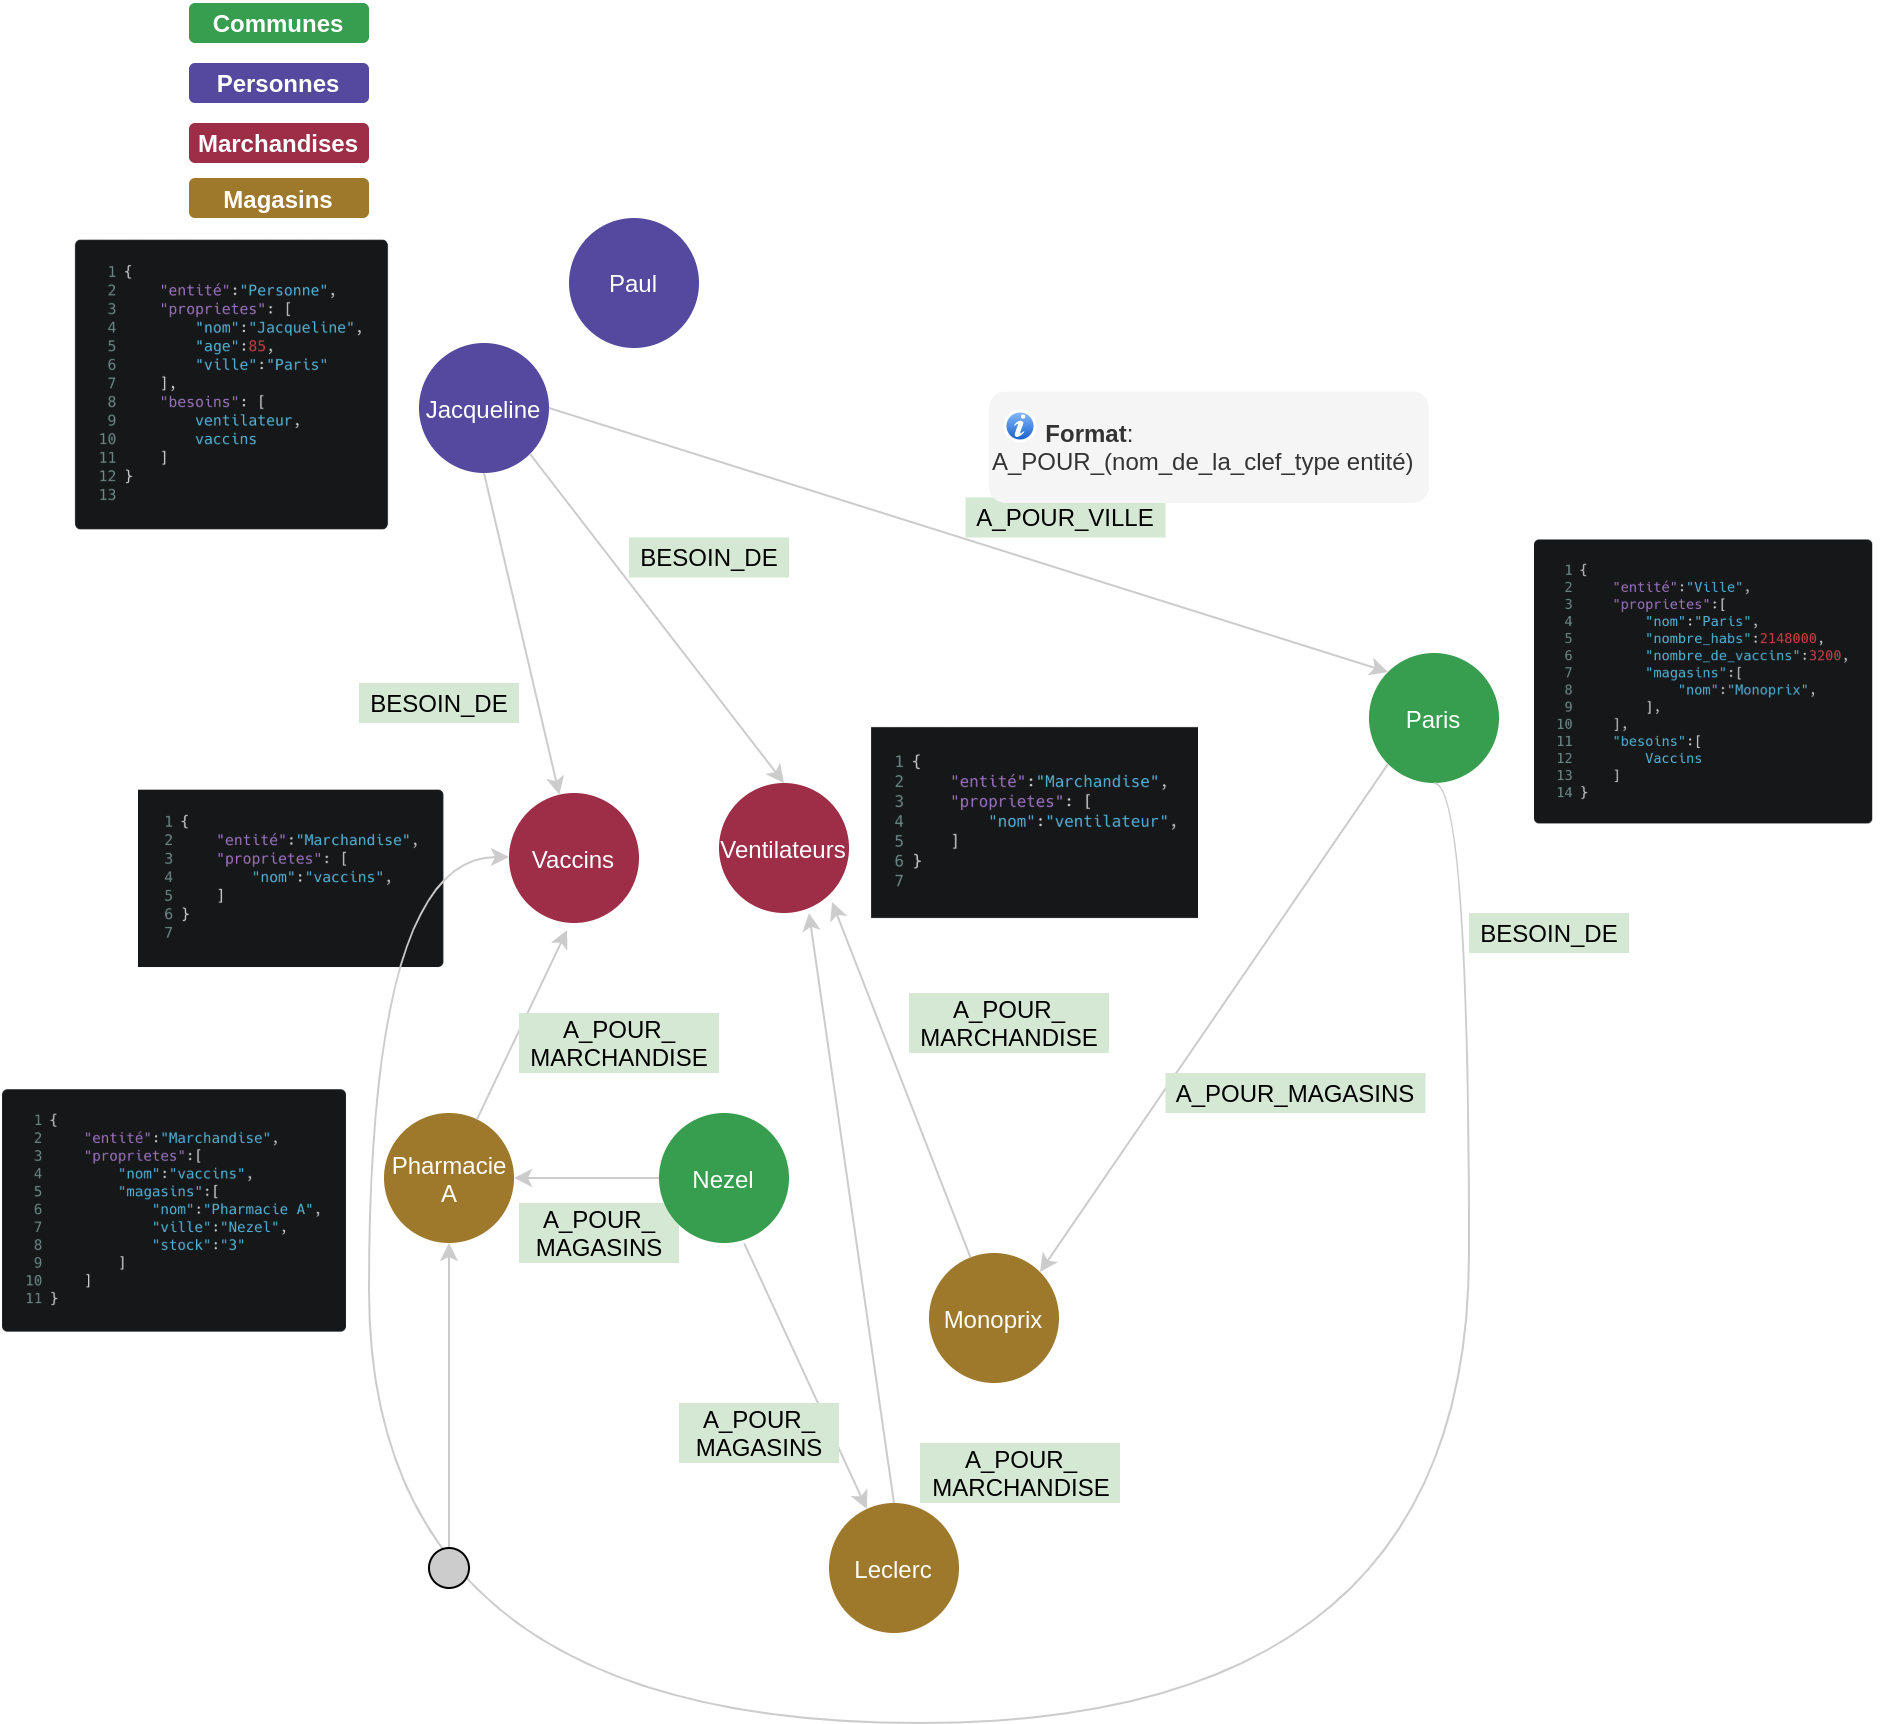 Communes
Personnes
Marchandises
Magasins
Paul
1 {
2     "entité":"Personne",
3     "proprietes": [
4         "nom":"Jacqueline",
5         "age":85,
6         "ville":"Paris"
7     ],
8     "besoins": [
9         ventilateur,
10         vaccins
11     ]
12 }
13
Jacqueline
Format:
A_POUR_(nom_de_la_clef_type entité)
A_POUR_VILLE
BESOIN_DE
1 {
2     "entité":"Ville",
3     "proprietes":[
4         "nom":"Paris",
5         "nombre_habs":2148000,
6         "nombre_de_vaccins":3200,
7         "magasins":[
8             "nom":"Monoprix",
9         ],
10     ],
11     "besoins":[
12         Vaccins
13     ]
14 }
BESOIN_DE
Paris
1 {
2     "entité":"Marchandise",
3     "proprietes": [
4         "nom":"ventilateur",
5     ]
6 }
7
1 {
2     "entité":"Marchandise",
3     "proprietes": [
4         "nom":"vaccins",
5     ]
6 }
7
Vaccins
Ventilateurs
BESOIN_DE
A_POUR_
MARCHANDISE
A_POUR_
MARCHANDISE
A_POUR_MAGASINS
1 {
2     "entité":"Marchandise",
3     "proprietes":[
4         "nom":"vaccins",
5         "magasins":[
6             "nom":"Pharmacie A",
7             "ville":"Nezel",
8             "stock":"3"
9         ]
10     ]
11 }
Pharmacie
A
Nezel
A_POUR_
MAGASINS
Monoprix
A_POUR_
MAGASINS
A_POUR_
MARCHANDISE
Leclerc